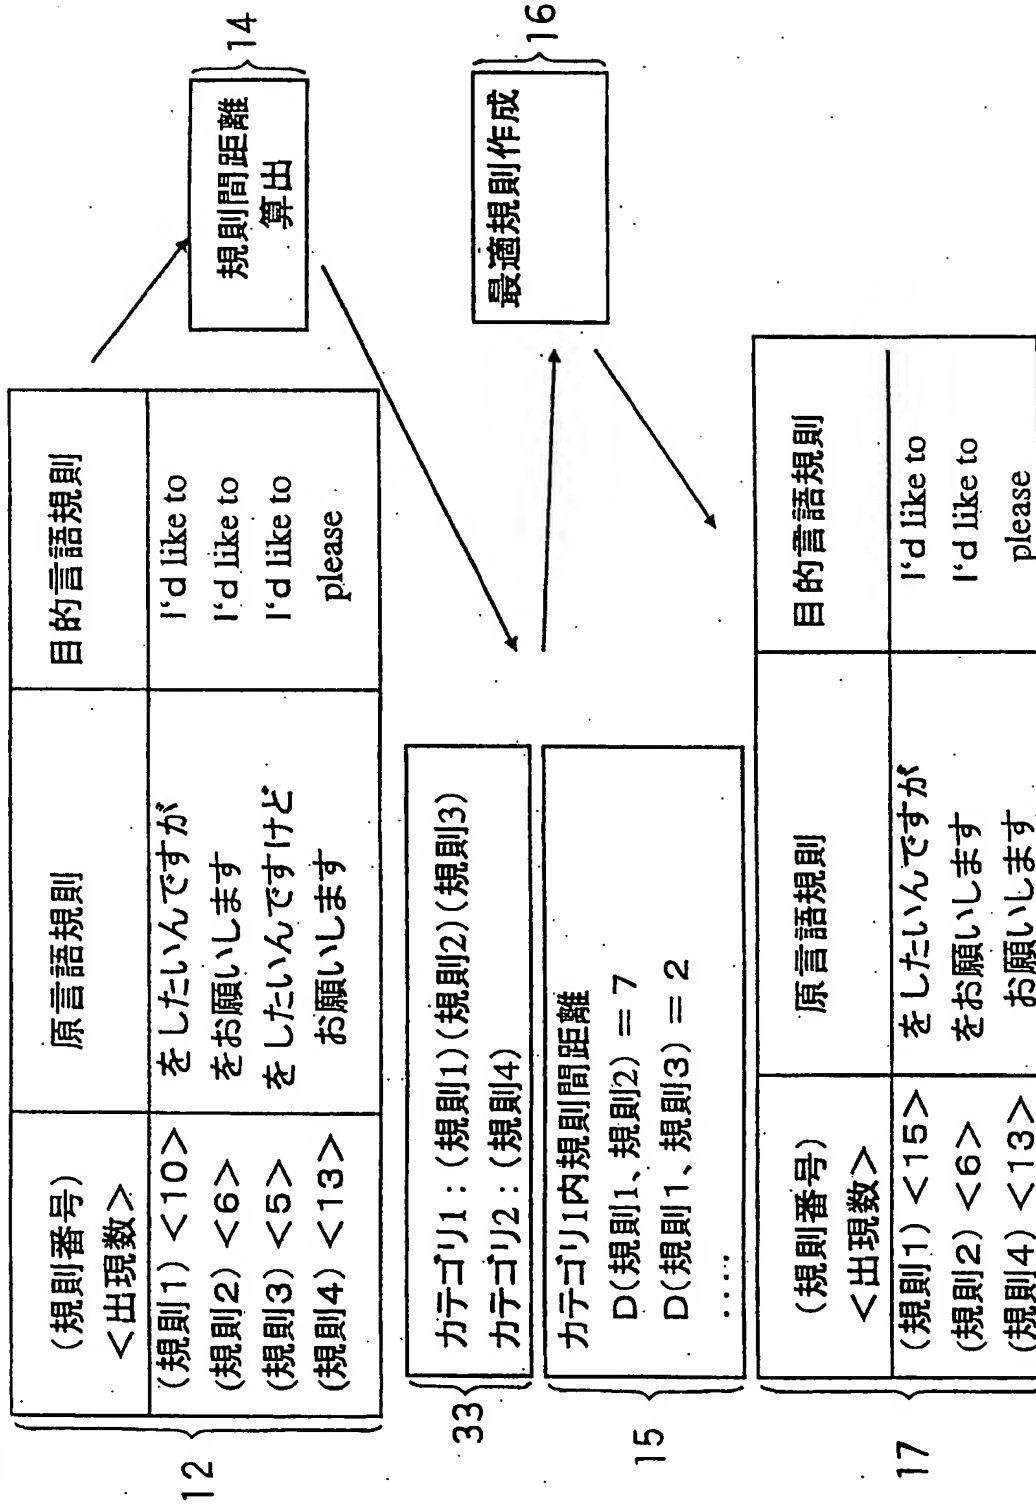 (規則番号) 原言語規則 目的言語規則
<出現数>
(規則1) <10> をしたいんですが I'd like to
(規則2) <6> をお願いします I'd like to
(規則3) <5> をしたいんですけど I'd like to
(規則4) <13> お願いします please
12
規則間距離
算出
14
カテゴリ1:(規則1)(規則2)(規則3)
カテゴリ2:(規則4)
33
カテゴリ1内規則間距離
D(規則1、規則2)=7
D(規則1、規則3)=2
・・・・
15
最適規則作成
16
(規則番号) 原言語規則 目的言語規則
<出現数>
(規則1) <15> をしたいんですが I'd like to
(規則2) <6> をお願いします I'd like to
(規則4) <13> お願いします please
17